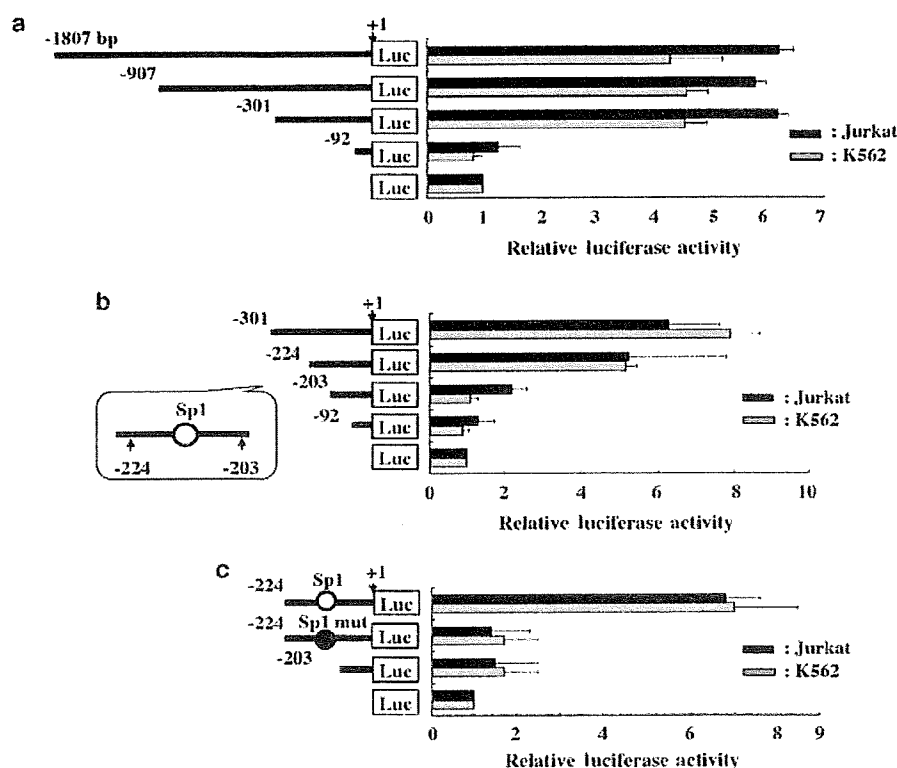 a
+1
-1807 bp
Luc
-907
Luc
-301
Luc
-92
Luc
Luc
: Jurkat
: K562
0 1 2 3 4 5 6 7
Relative luciferase activity
b
+1
-301
Luc
-224
Luc
-203
Luc
-92
Luc
Luc
Sp1
-224 -203
: Jurkat
: K562
0 2 4 6 8 10
Relative luciferase activity
c
+1
-224 Sp1
Luc
-224 Sp1 mut
Luc
-203
Luc
Luc
: Jurkat
: K562
0 2 4 6 8 9
Relative luciferase activity